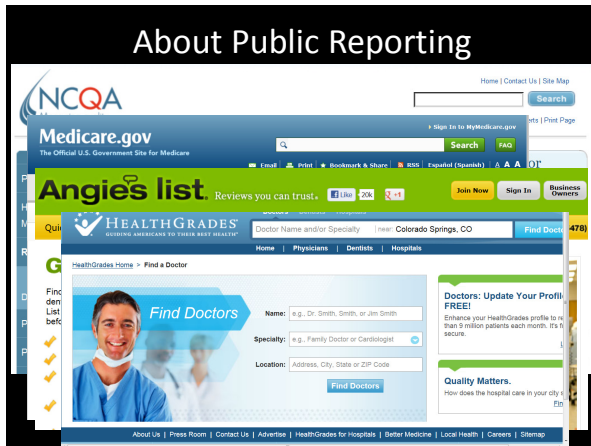 About Public Reporting
Home | Contact Us | Site Map
NCQA
Search
Print Page
Sign In to MyMedicare.gov
Medicare.gov
Search FAQ
The Official U.S. Government Site for Medicare
Email | Print | Bookmark & Share | RSS Español (Spanish) | A A A
Angie's list. Reviews you can trust. Like 20k +1 Join Now Sign In Business Owners
HEALTHGRADES
GUIDING AMERICANS TO THEIR BEST HEALTH
Doctor Name and/or Specialty near: Colorado Springs, CO Find Doct
478)
Home | Physicians | Dentists | Hospitals
HealthGrades Home > Find a Doctor
Find Doctors
Name: e.g., Dr. Smith, Smith, or Jim Smith
Specialty: e.g., Family Doctor or Cardiologist
Location: Address, City, State or ZIP Code
Find Doctors
Doctors: Update Your Profil
FREE!
Enhance your HealthGrades profile to re
than 9 million patients each month. It's f
secure.
Quality Matters.
How does the hospital care in your city s
About Us | Press Room | Contact Us | Advertise | HealthGrades for Hospitals | Better Medicine | Local Health | Careers | Sitemap